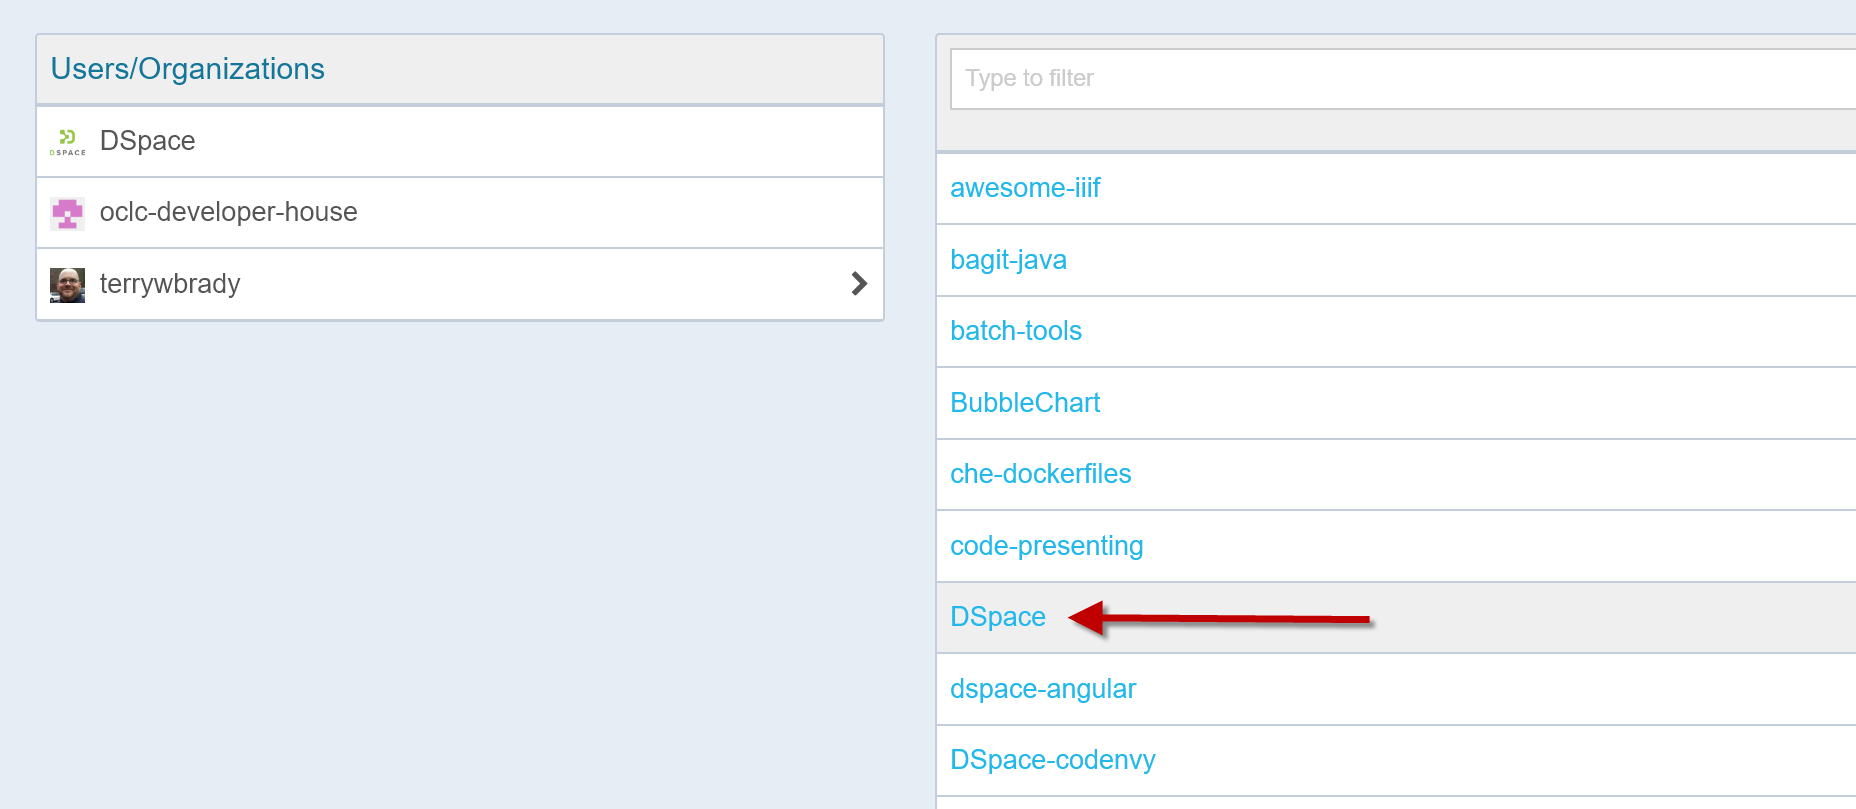 Users/Organizations
DSPACE
DSpace
oclc-developer-house
terrywbrady
Type to filter
awesome-iiif
bagit-java
batch-tools
BubbleChart
che-dockerfiles
code-presenting
DSpace
dspace-angular
DSpace-codenvy